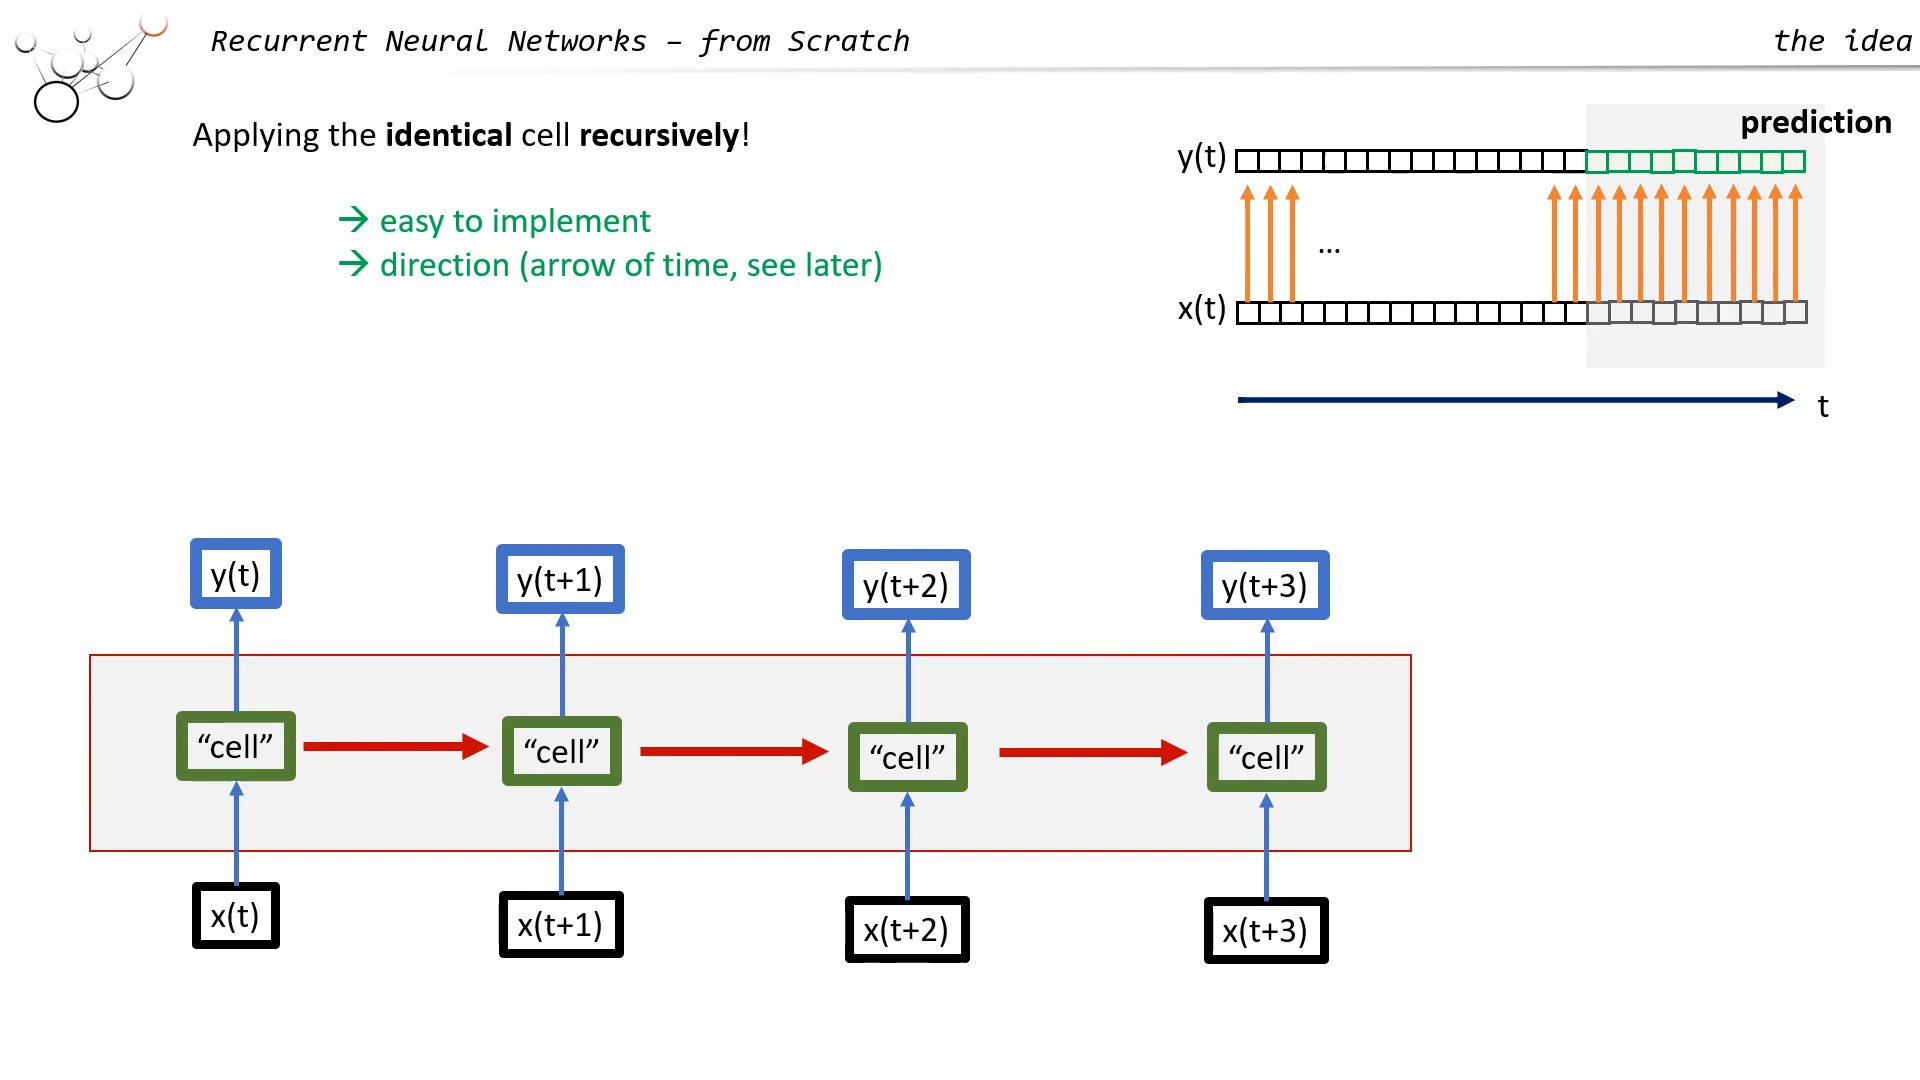 Recurrent Neural Networks – from Scratch
the idea
Applying the identical cell recursively!
→ easy to implement
→ direction (arrow of time, see later)
prediction
y(t)
...
x(t)
t
y(t) y(t+1) y(t+2) y(t+3)
“cell” “cell” “cell” “cell”
x(t) x(t+1) x(t+2) x(t+3)